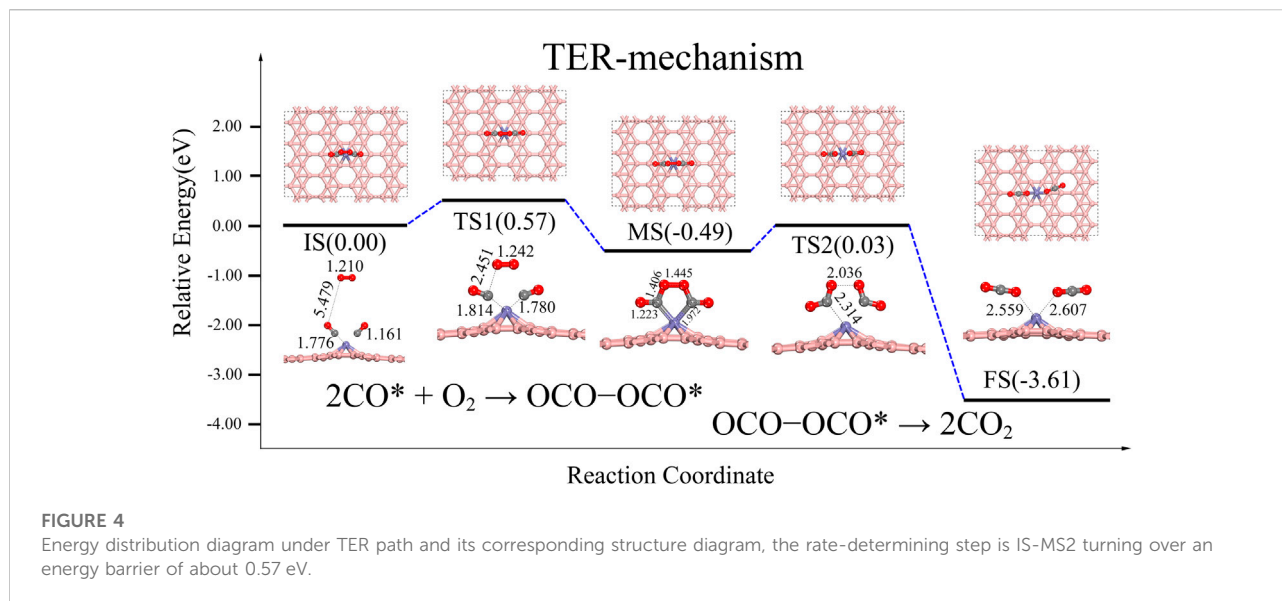 TER-mechanism
Relative Energy(eV)
2.00
1.00
0.00
-1.00
-2.00
-3.00
-4.00
IS(0.00)
TS1(0.57)
MS(-0.49)
TS2(0.03)
FS(-3.61)
1.210
5.479
1.776
1.161
2.451
1.242
1.814
1.780
1.406
1.445
1.223
1.972
2.036
2.314
2.559
2.607
2CO* + O₂ → OCO−OCO*
OCO−OCO* → 2CO₂
Reaction Coordinate
FIGURE 4
Energy distribution diagram under TER path and its corresponding structure diagram, the rate-determining step is IS-MS2 turning over an
energy barrier of about 0.57 eV.